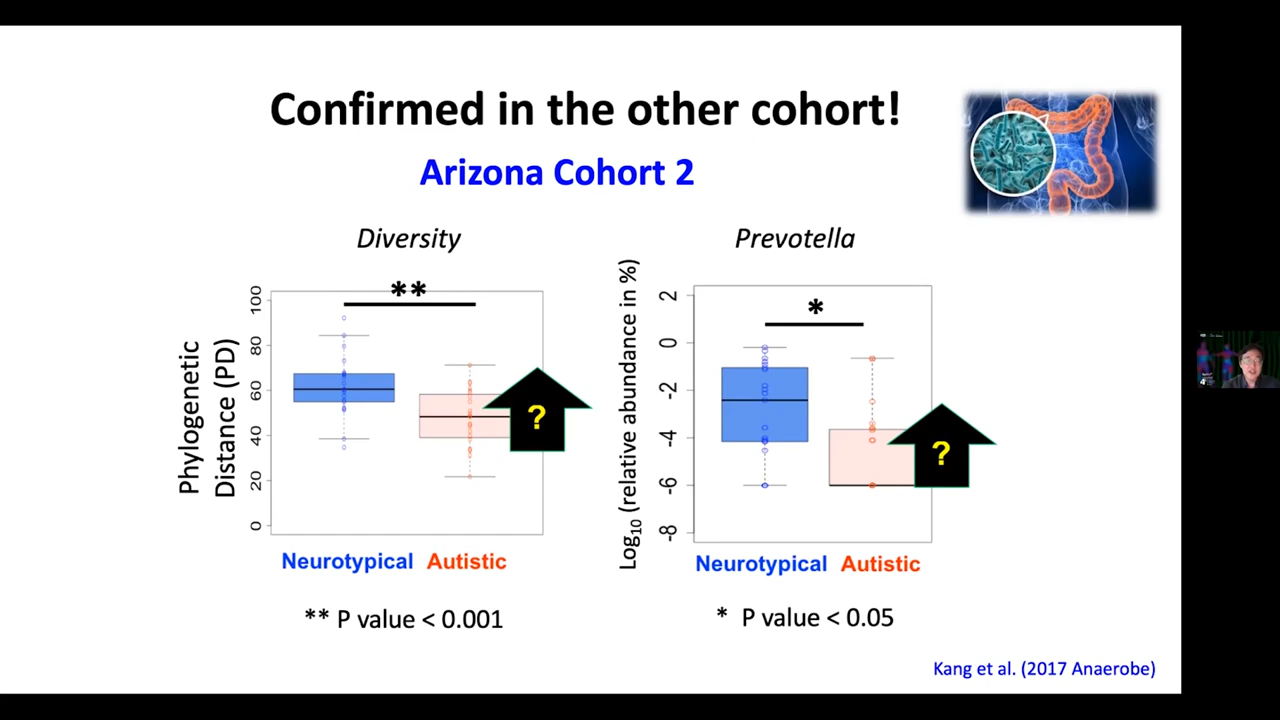 Confirmed in the other cohort!
Arizona Cohort 2
Diversity
Prevotella
Phylogenetic
Distance (PD)
100
80
60
40
20
0
**
?
Neurotypical Autistic
** P value < 0.001
Log10 (relative abundance in %)
2
0
-2
-4
-6
-8
*
?
Neurotypical Autistic
* P value < 0.05
Kang et al. (2017 Anaerobe)